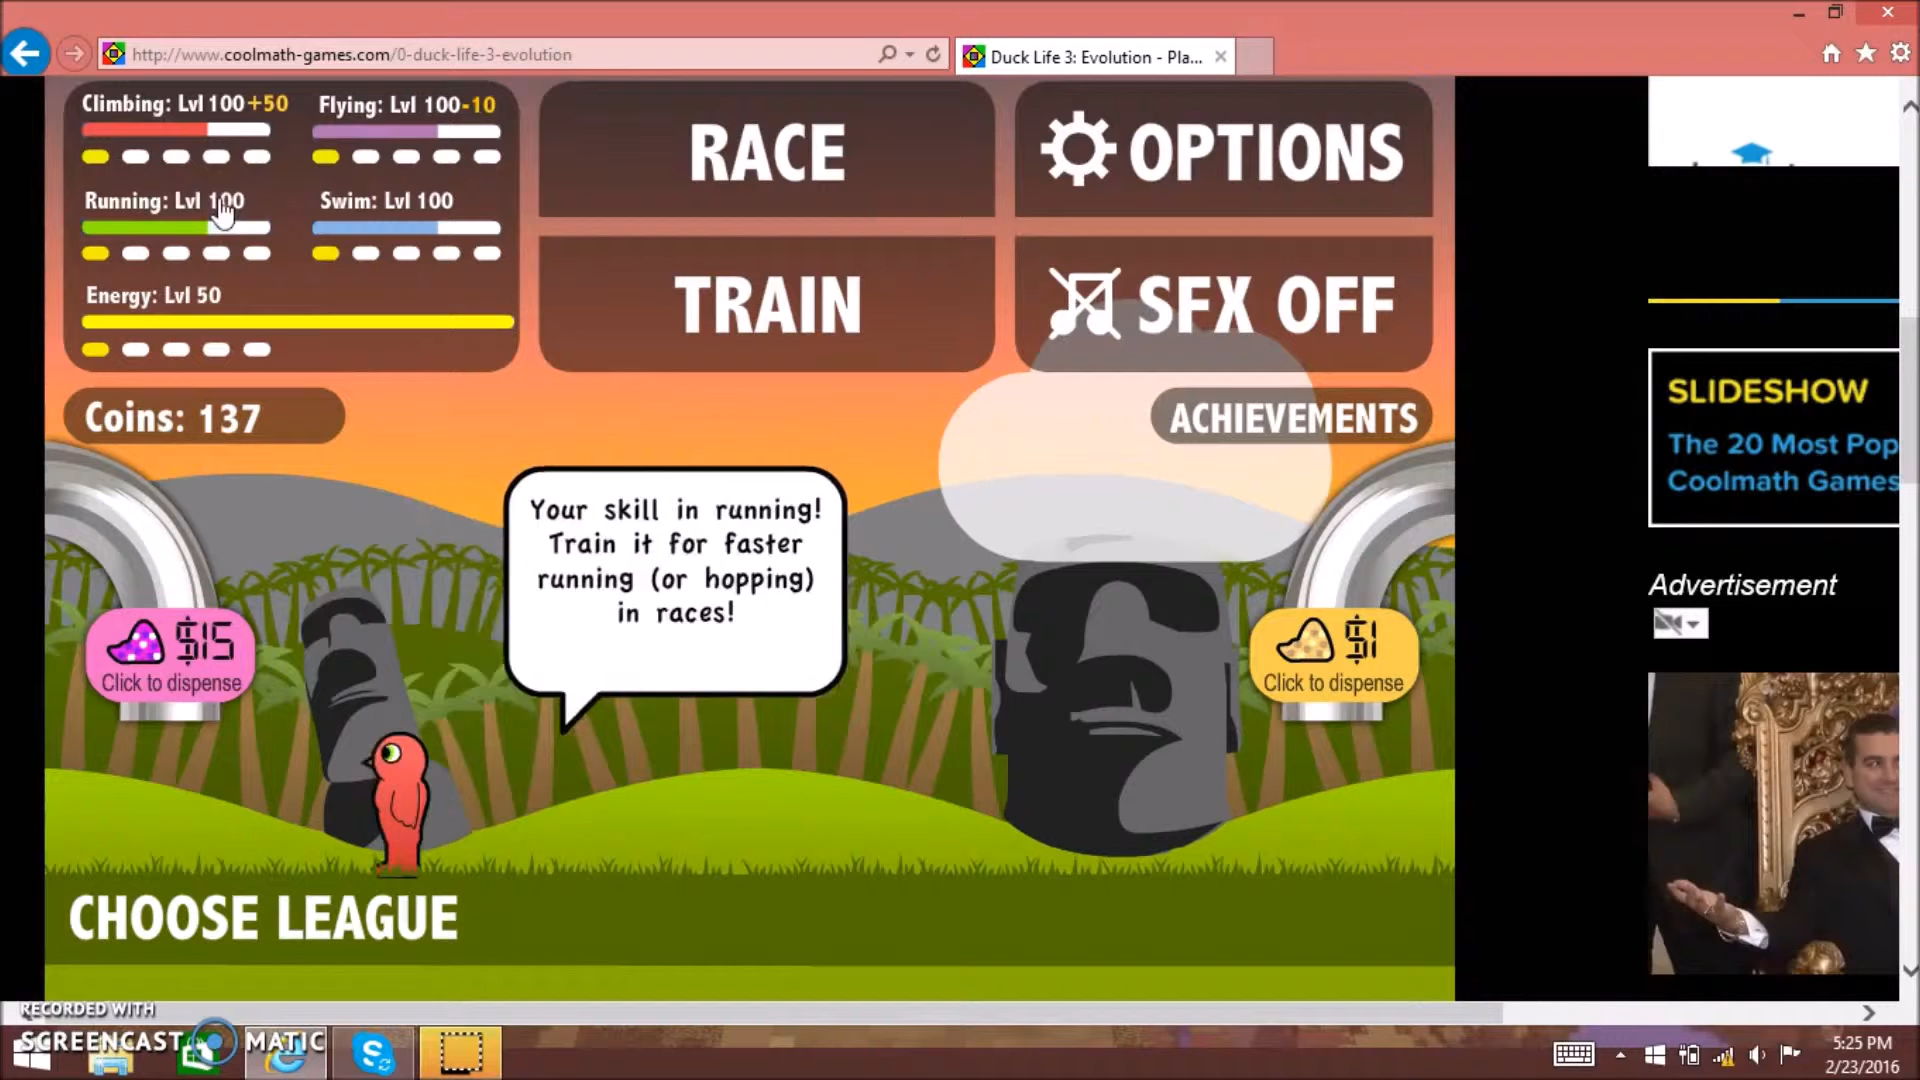 http://www.coolmath-games.com/0-duck-life-3-evolution
Duck Life 3: Evolution - Pla...
Climbing: Lvl 100+50
Flying: Lvl 100-10
Running: Lvl 100
Swim: Lvl 100
Energy: Lvl 50
RACE
OPTIONS
TRAIN
SFX OFF
Coins: 137
ACHIEVEMENTS
Your skill in running!
Train it for faster
running (or hopping)
in races!
$15
Click to dispense
$1
Click to dispense
CHOOSE LEAGUE
SLIDESHOW
The 20 Most Pop
Coolmath Games
Advertisement
RECORDED WITH
SCREENCAST MATIC
5:25 PM
2/23/2016